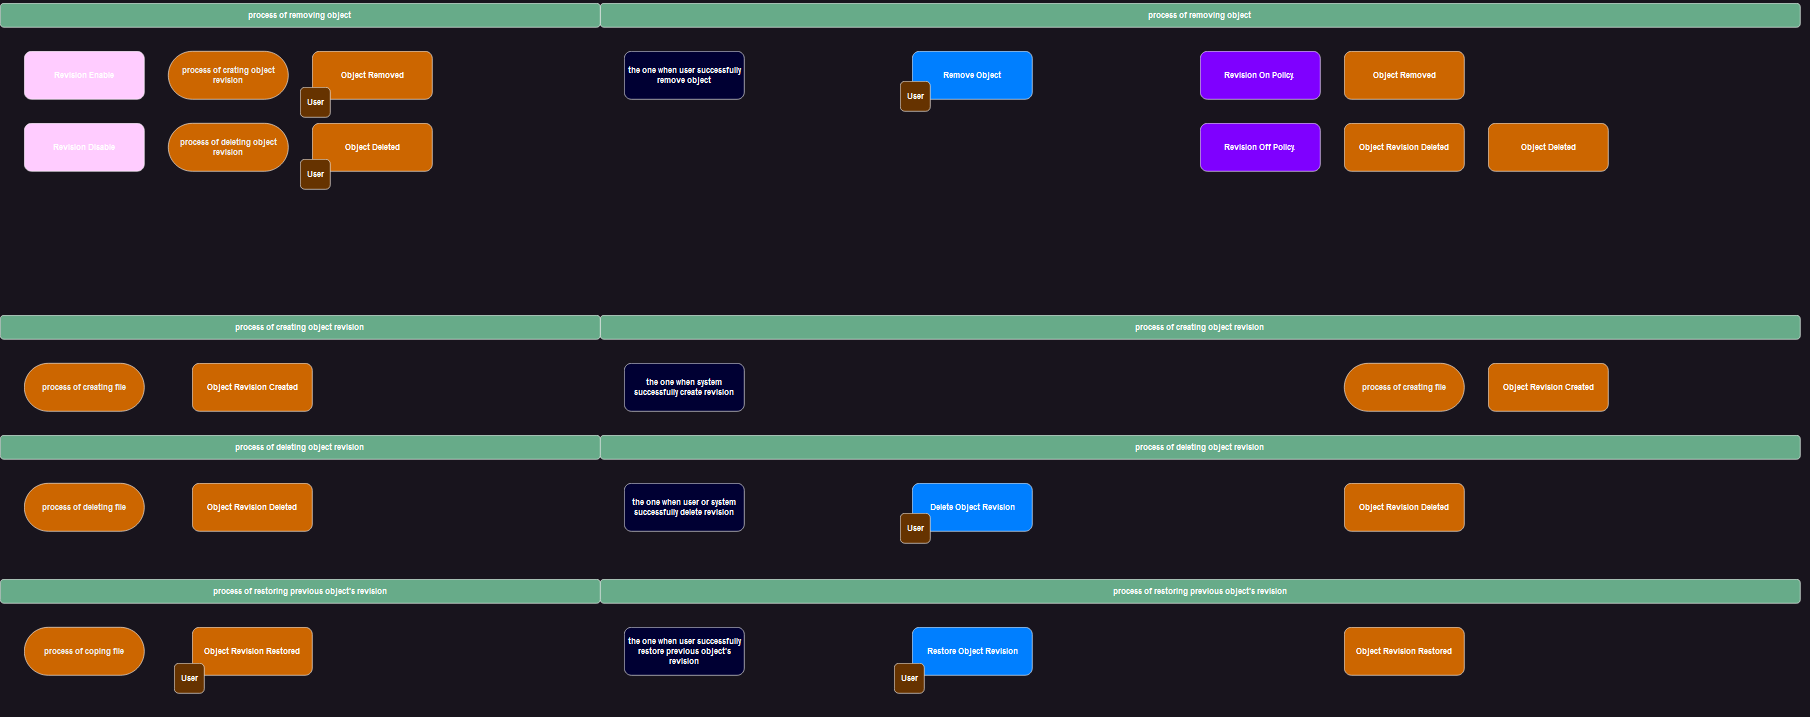 process of removing object
process of removing object
Revision Enable
process of crating object
revision
Object Removed
User
the one when user successfully
remove object
Remove Object
User
Revision On Policy
Object Removed
Revision Disable
process of deleting object
revision
Object Deleted
User
Revision Off Policy
Object Revision Deleted
Object Deleted
process of creating object revision
process of creating object revision
process of creating file
Object Revision Created
the one when system
successfully create revision
process of creating file
Object Revision Created
process of deleting object revision
process of deleting object revision
process of deleting file
Object Revision Deleted
the one when user or system
successfully delete revision
Delete Object Revision
User
Object Revision Deleted
process of restoring previous object's revision
process of restoring previous object's revision
process of coping file
Object Revision Restored
User
the one when user successfully
restore previous object's
revision
Restore Object Revision
User
Object Revision Restored